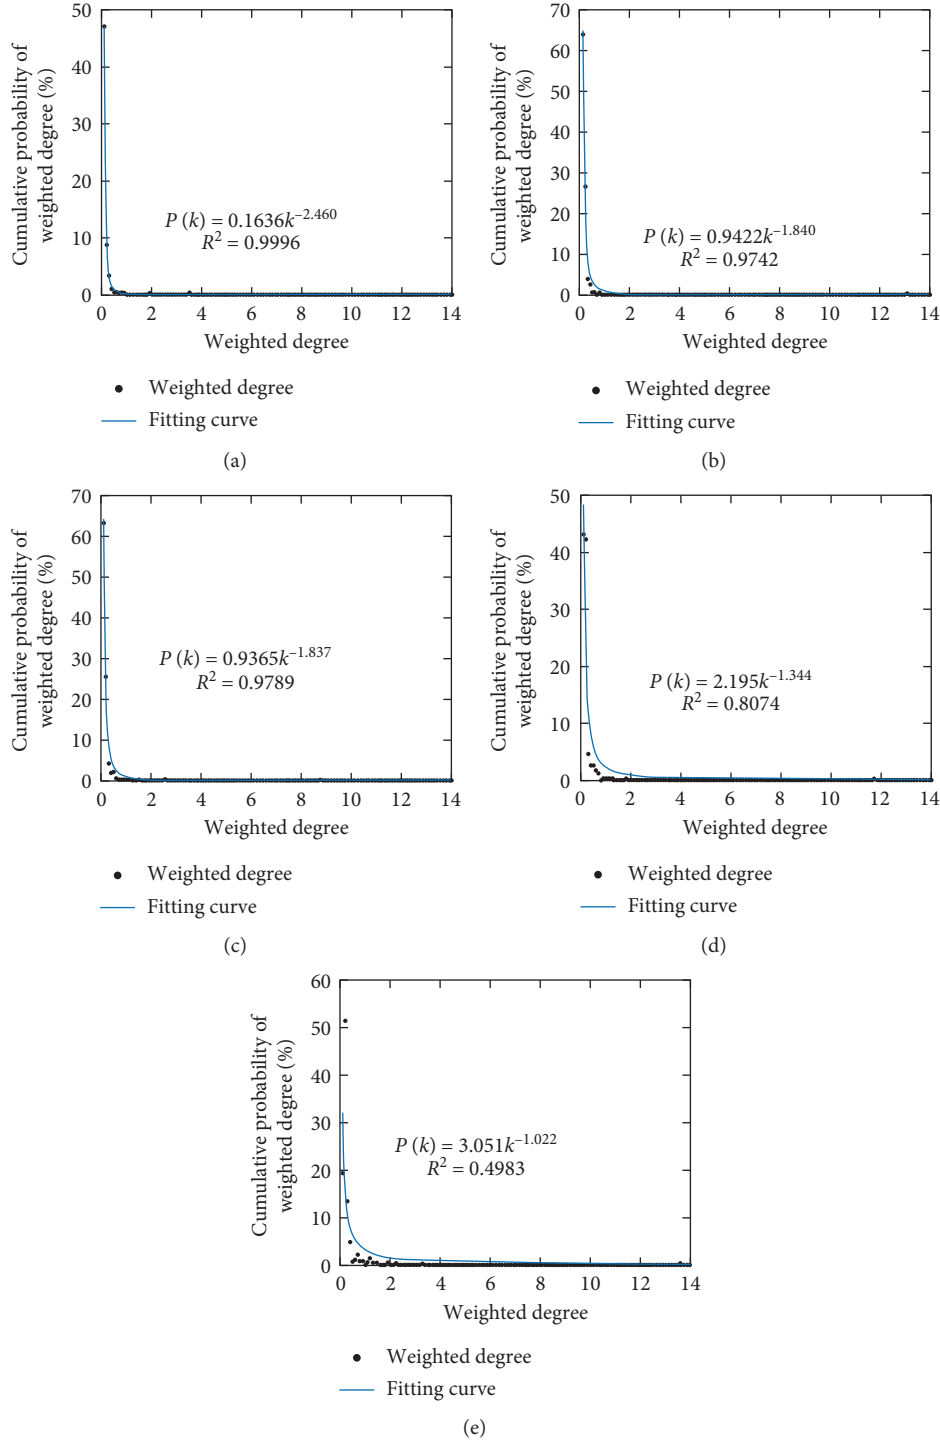 Cumulative probability of
weighted degree (%)
50
40
30
20
10
0
P (k) = 0.1636k^−2.460
R² = 0.9996
0 2 4 6 8 10 12 14
Weighted degree
Weighted degree
Fitting curve
(a)
Cumulative probability of
weighted degree (%)
70
60
50
40
30
20
10
0
P (k) = 0.9422k^−1.840
R² = 0.9742
0 2 4 6 8 10 12 14
Weighted degree
Weighted degree
Fitting curve
(b)
Cumulative probability of
weighted degree (%)
70
60
50
40
30
20
10
0
P (k) = 0.9365k^−1.837
R² = 0.9789
0 2 4 6 8 10 12 14
Weighted degree
Weighted degree
Fitting curve
(c)
Cumulative probability of
weighted degree (%)
50
40
30
20
10
0
P (k) = 2.195k^−1.344
R² = 0.8074
0 2 4 6 8 10 12 14
Weighted degree
Weighted degree
Fitting curve
(d)
Cumulative probability of
weighted degree (%)
60
50
40
30
20
10
0
P (k) = 3.051k^−1.022
R² = 0.4983
0 2 4 6 8 10 12 14
Weighted degree
Weighted degree
Fitting curve
(e)